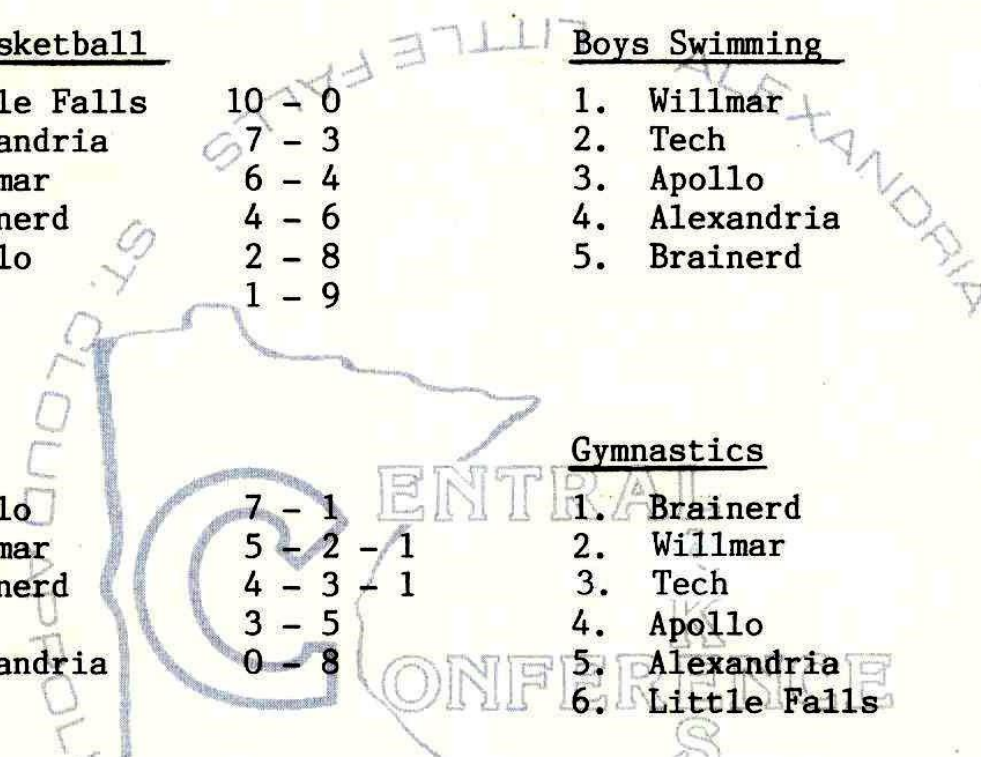 sketball
le Falls 10 - 0
andria 7 - 3
mar 6 - 4
nerd 4 - 6
lo 2 - 8
1 - 9
Boys Swimming
1. Willmar
2. Tech
3. Apollo
4. Alexandria
5. Brainerd
lo 7 - 1
mar 5 - 2 - 1
nerd 4 - 3 - 1
3 - 5
andria 0 - 8
Gymnastics
1. Brainerd
2. Willmar
3. Tech
4. Apollo
5. Alexandria
6. Little Falls
ST. CLOUD APOL
LITTLE FALLS
ALEXANDRIA
CENTRAL
LAKES
CONFERENCE